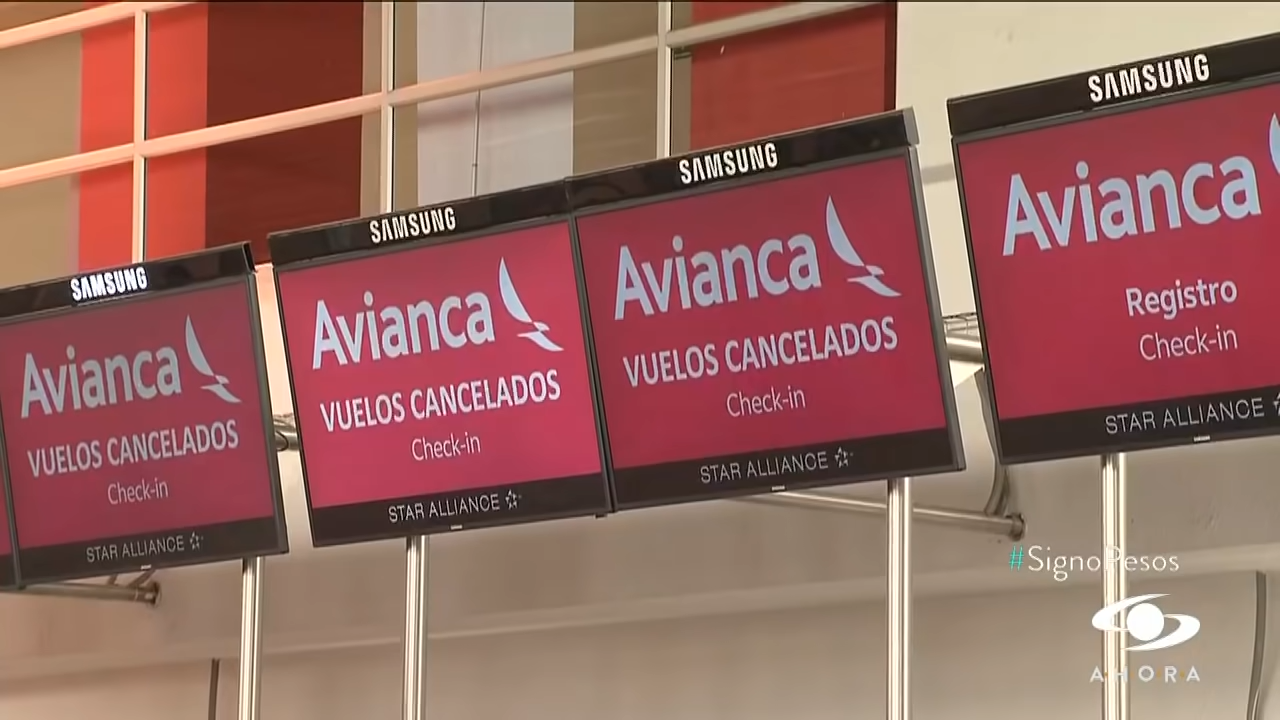 SAMSUNG
Avianca
VUELOS CANCELADOS
Check-in
STAR ALLIANCE
SAMSUNG
Avianca
VUELOS CANCELADOS
Check-in
STAR ALLIANCE
SAMSUNG
Avianca
VUELOS CANCELADOS
Check-in
STAR ALLIANCE
SAMSUNG
Avianca
Registro
Check-in
STAR ALLIANCE
#SignoPesos
AHORA